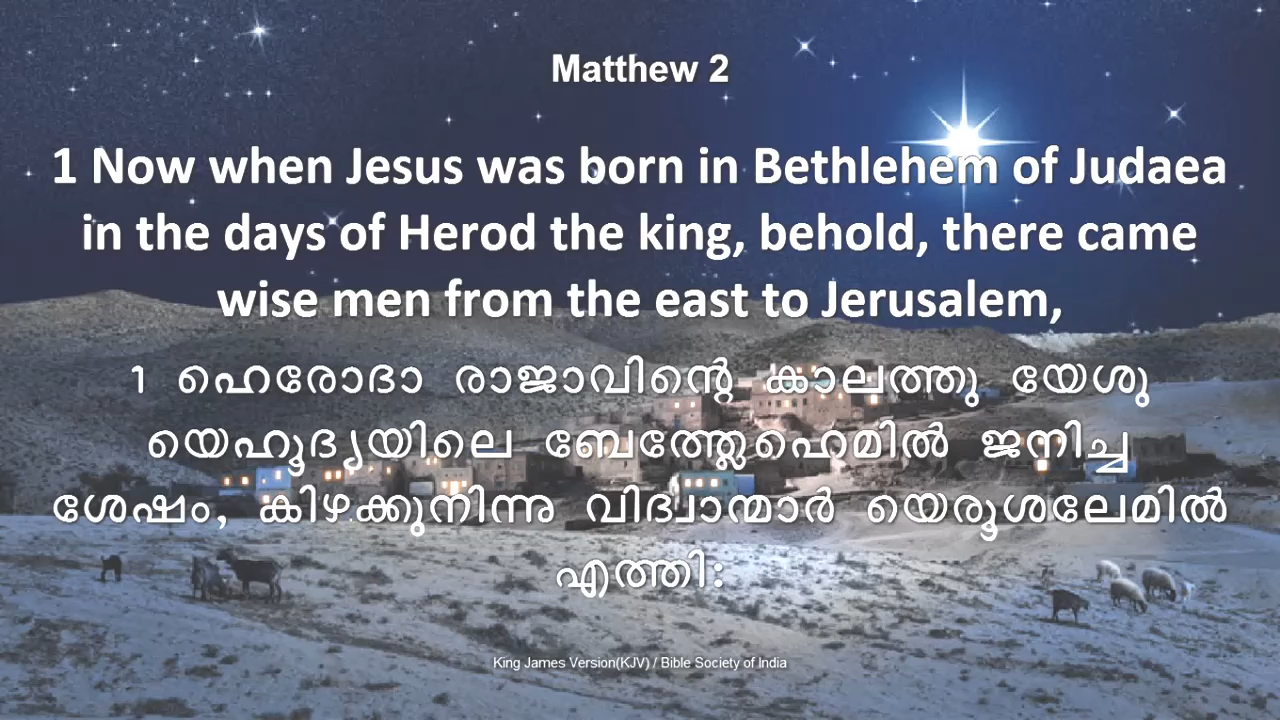 Matthew 2
1 Now when Jesus was born in Bethlehem of Judaea
in the days of Herod the king, behold, there came
wise men from the east to Jerusalem,
1 ഹെരോദാ രാജാവിന്റെ കാലത്തു യേശു
യെഹൂദ്യയിലെ ബേത്ത്ലേഹെമിൽ ജനിച്ച
ശേഷം, കിഴക്കുനിന്നു വിദ്വാന്മാർ യെരൂശലേമിൽ
എത്തി:
King James Version(KJV) / Bible Society of India